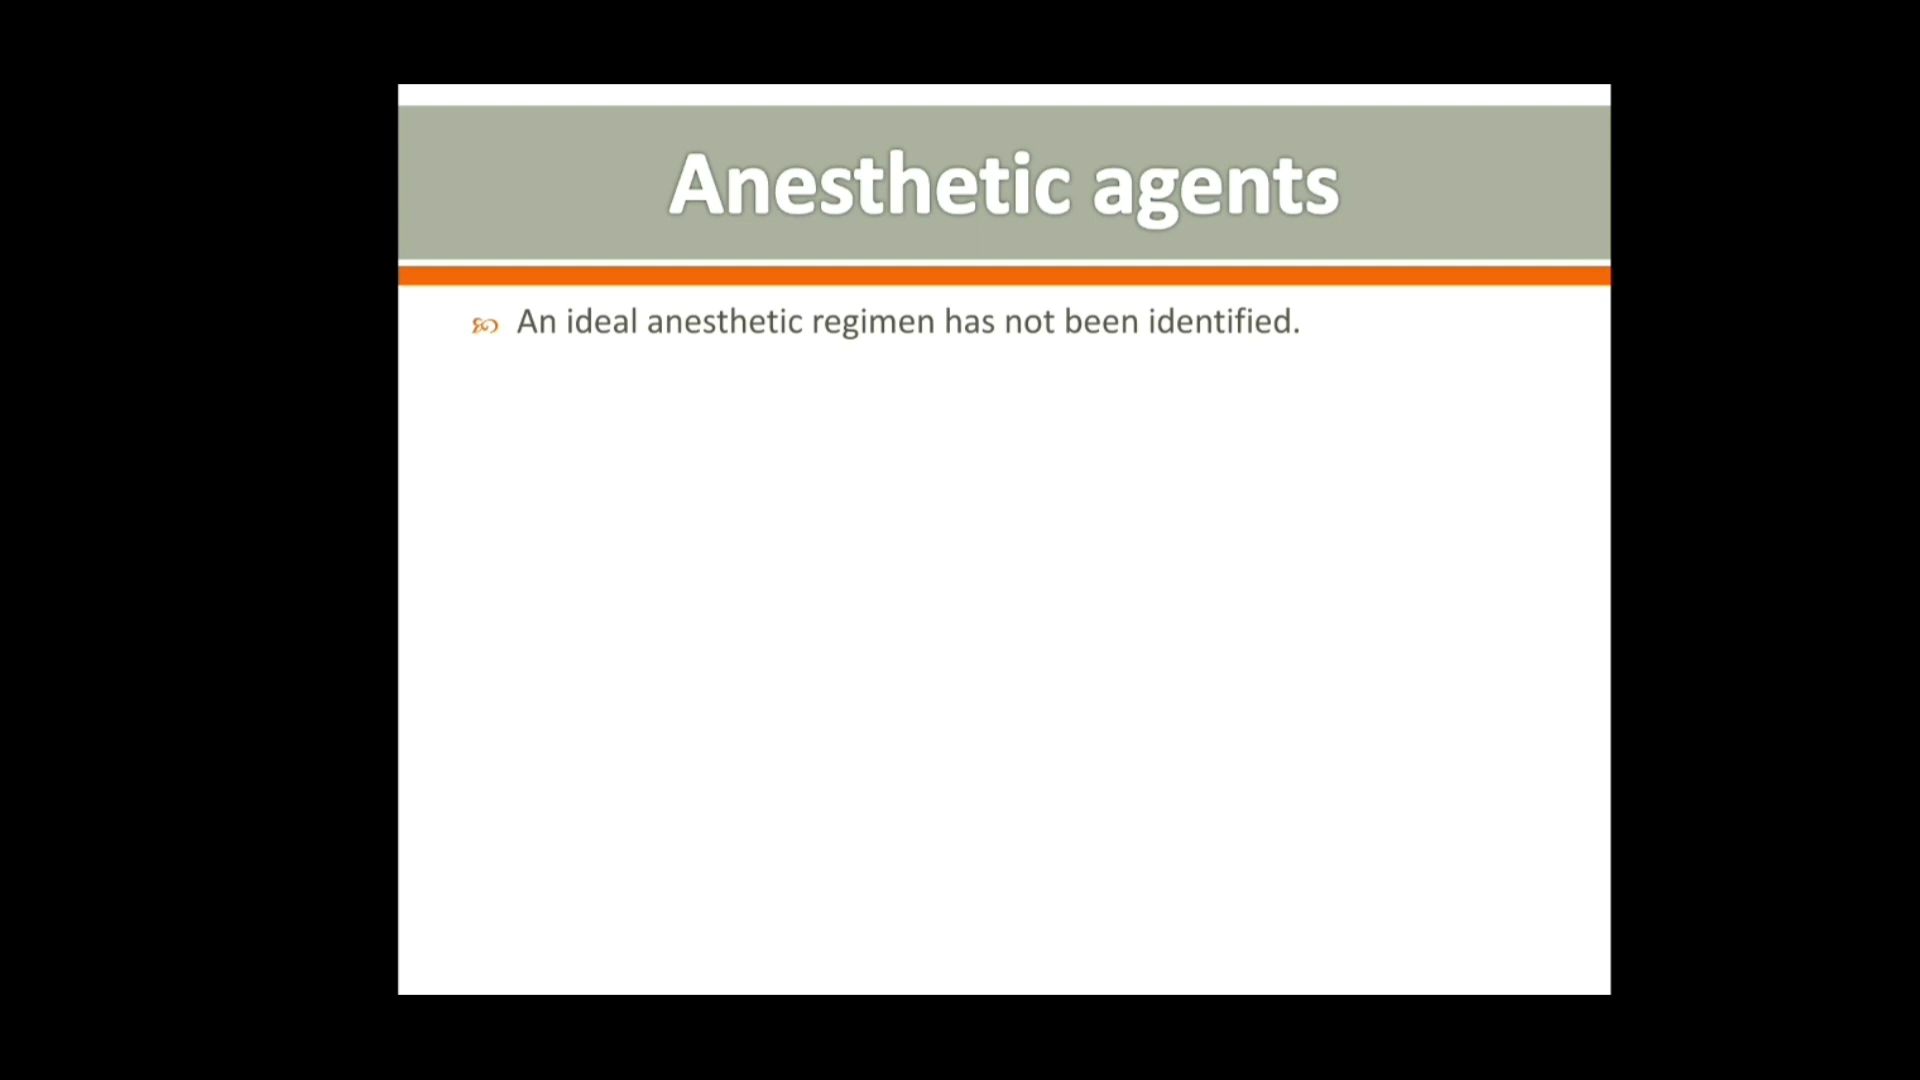 Anesthetic agents
An ideal anesthetic regimen has not been identified.